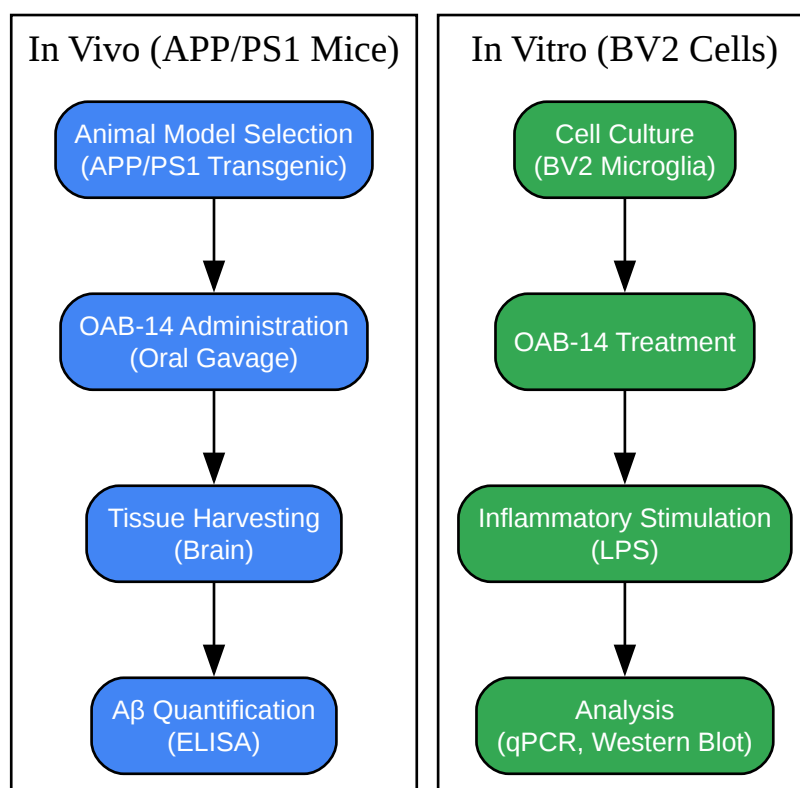 In Vivo (APP/PS1 Mice)
Animal Model Selection
(APP/PS1 Transgenic)
OAB-14 Administration
(Oral Gavage)
Tissue Harvesting
(Brain)
Aβ Quantification
(ELISA)
In Vitro (BV2 Cells)
Cell Culture
(BV2 Microglia)
OAB-14 Treatment
Inflammatory Stimulation
(LPS)
Analysis
(qPCR, Western Blot)